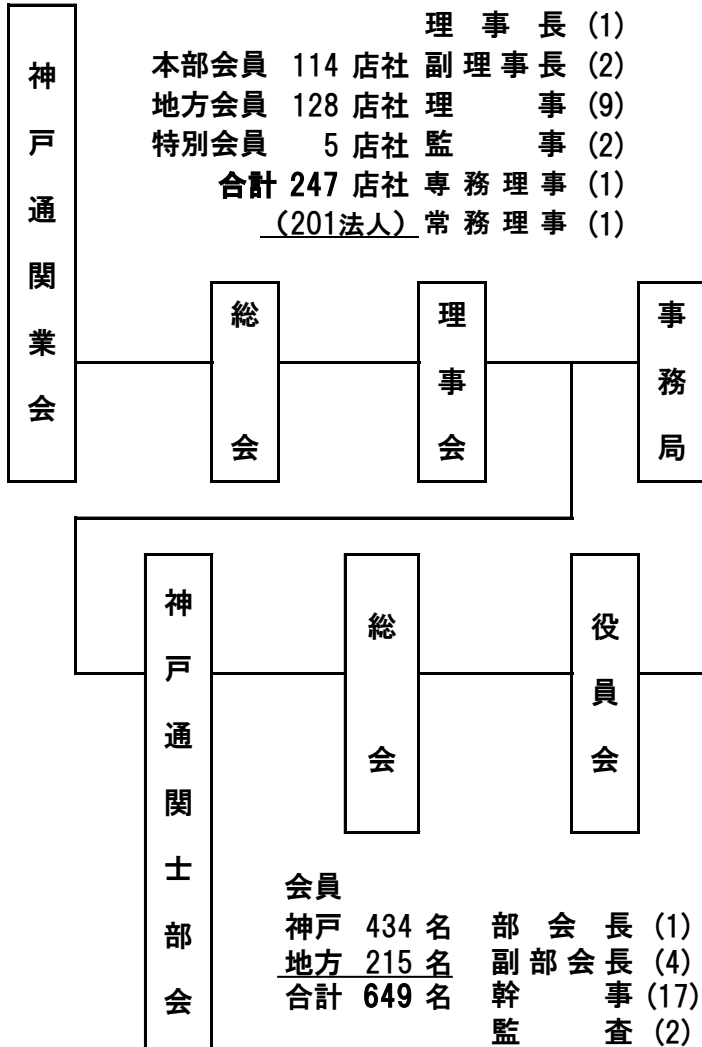 神戸通関業会
理事長 (1)
本部会員 114 店社 副理事長 (2)
地方会員 128 店社 理事 (9)
特別会員 5 店社 監事 (2)
合計 247 店社 専務理事 (1)
（201法人） 常務理事 (1)
総会
理事会
事務局
神戸通関士部会
総会
役員会
会員
神戸 434 名 部会長 (1)
地方 215 名 副部会長 (4)
合計 649 名 幹事 (17)
監査 (2)